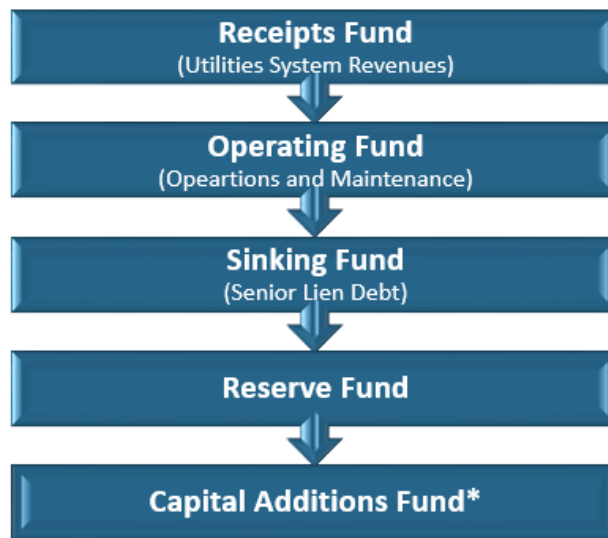 Receipts Fund
(Utilities System Revenues)
Operating Fund
(Opeartions and Maintenance)
Sinking Fund
(Senior Lien Debt)
Reserve Fund
Capital Additions Fund*